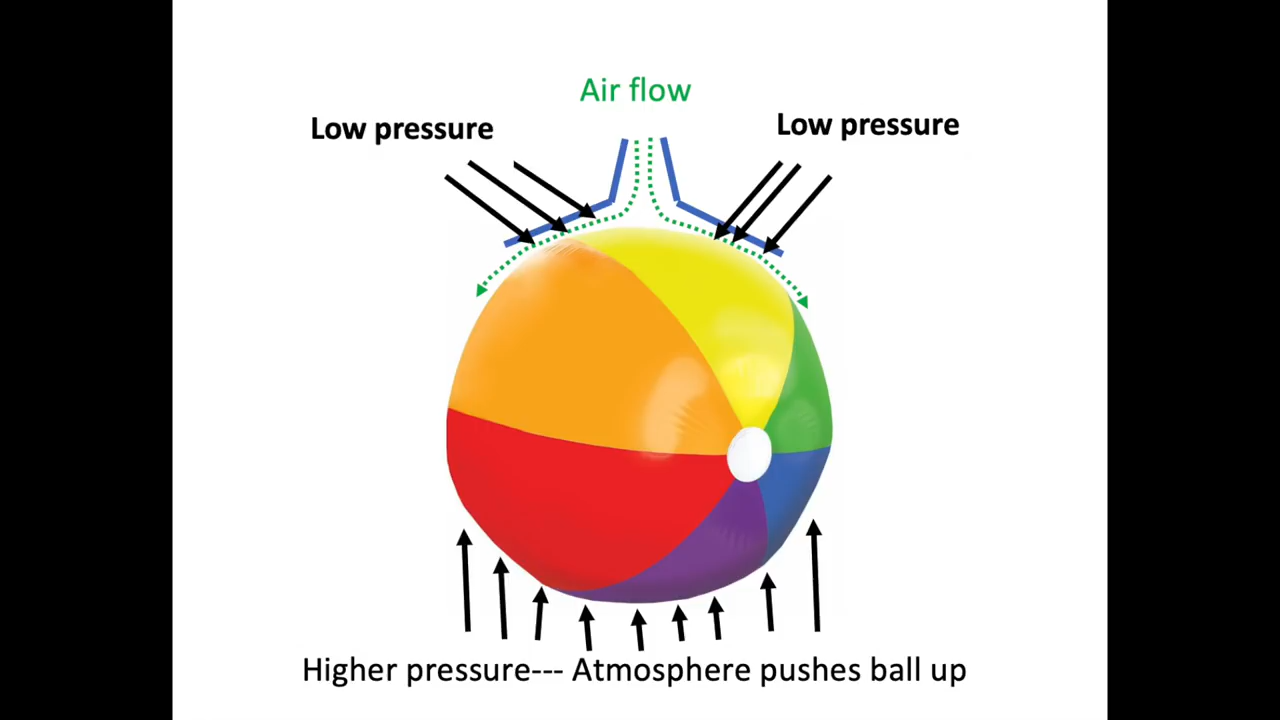 Air flow
Low pressure
Low pressure
Higher pressure--- Atmosphere pushes ball up